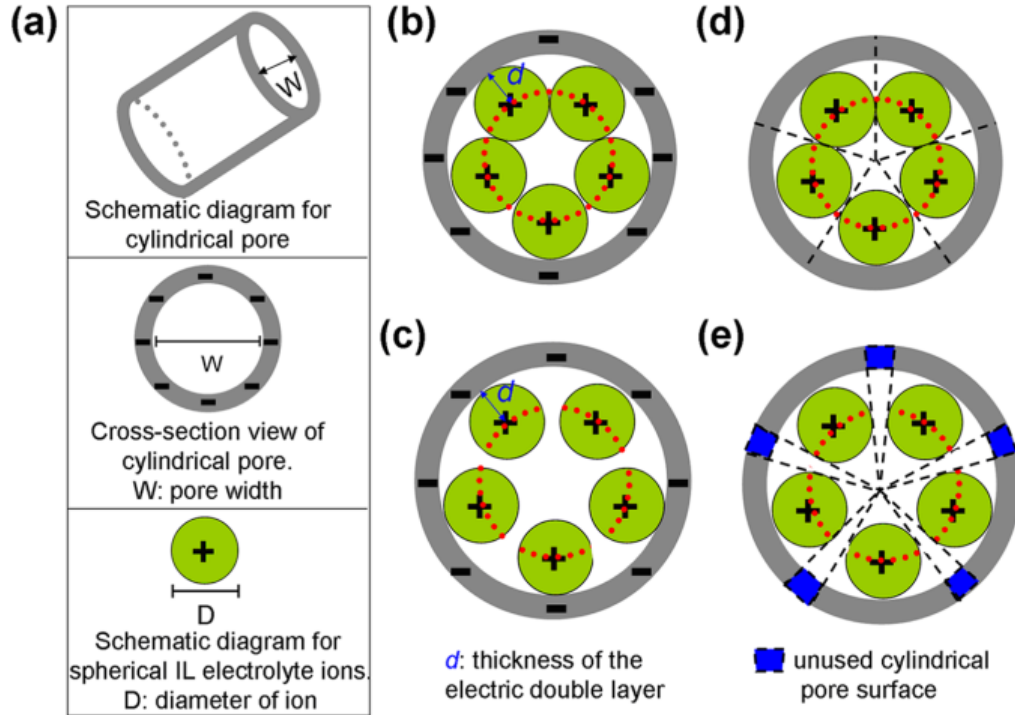 (a)
W
Schematic diagram for
cylindrical pore
W
Cross-section view of
cylindrical pore.
W: pore width
D
Schematic diagram for
spherical IL electrolyte ions.
D: diameter of ion
(b)
d
(c)
d
d: thickness of the
electric double layer
(d)
(e)
unused cylindrical
pore surface